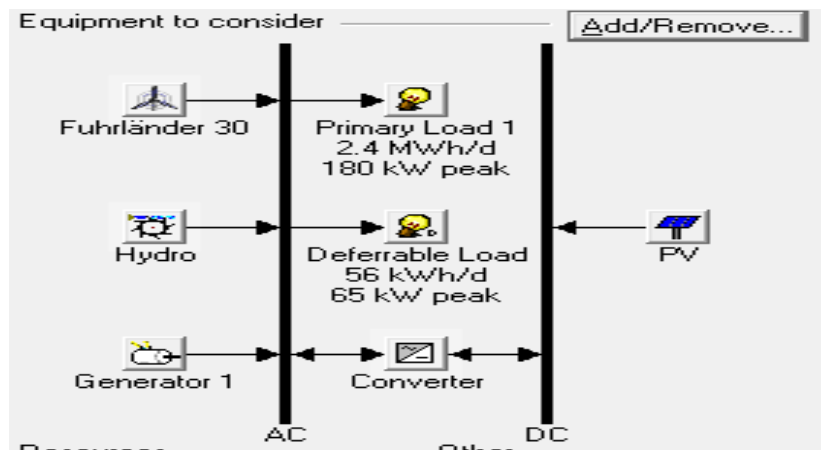 Equipment to consider
Add/Remove...
Fuhrländer 30
Primary Load 1
2.4 MWh/d
180 kW peak
Hydro
Deferrable Load
56 kWh/d
65 kW peak
PV
Generator 1
Converter
AC
DC